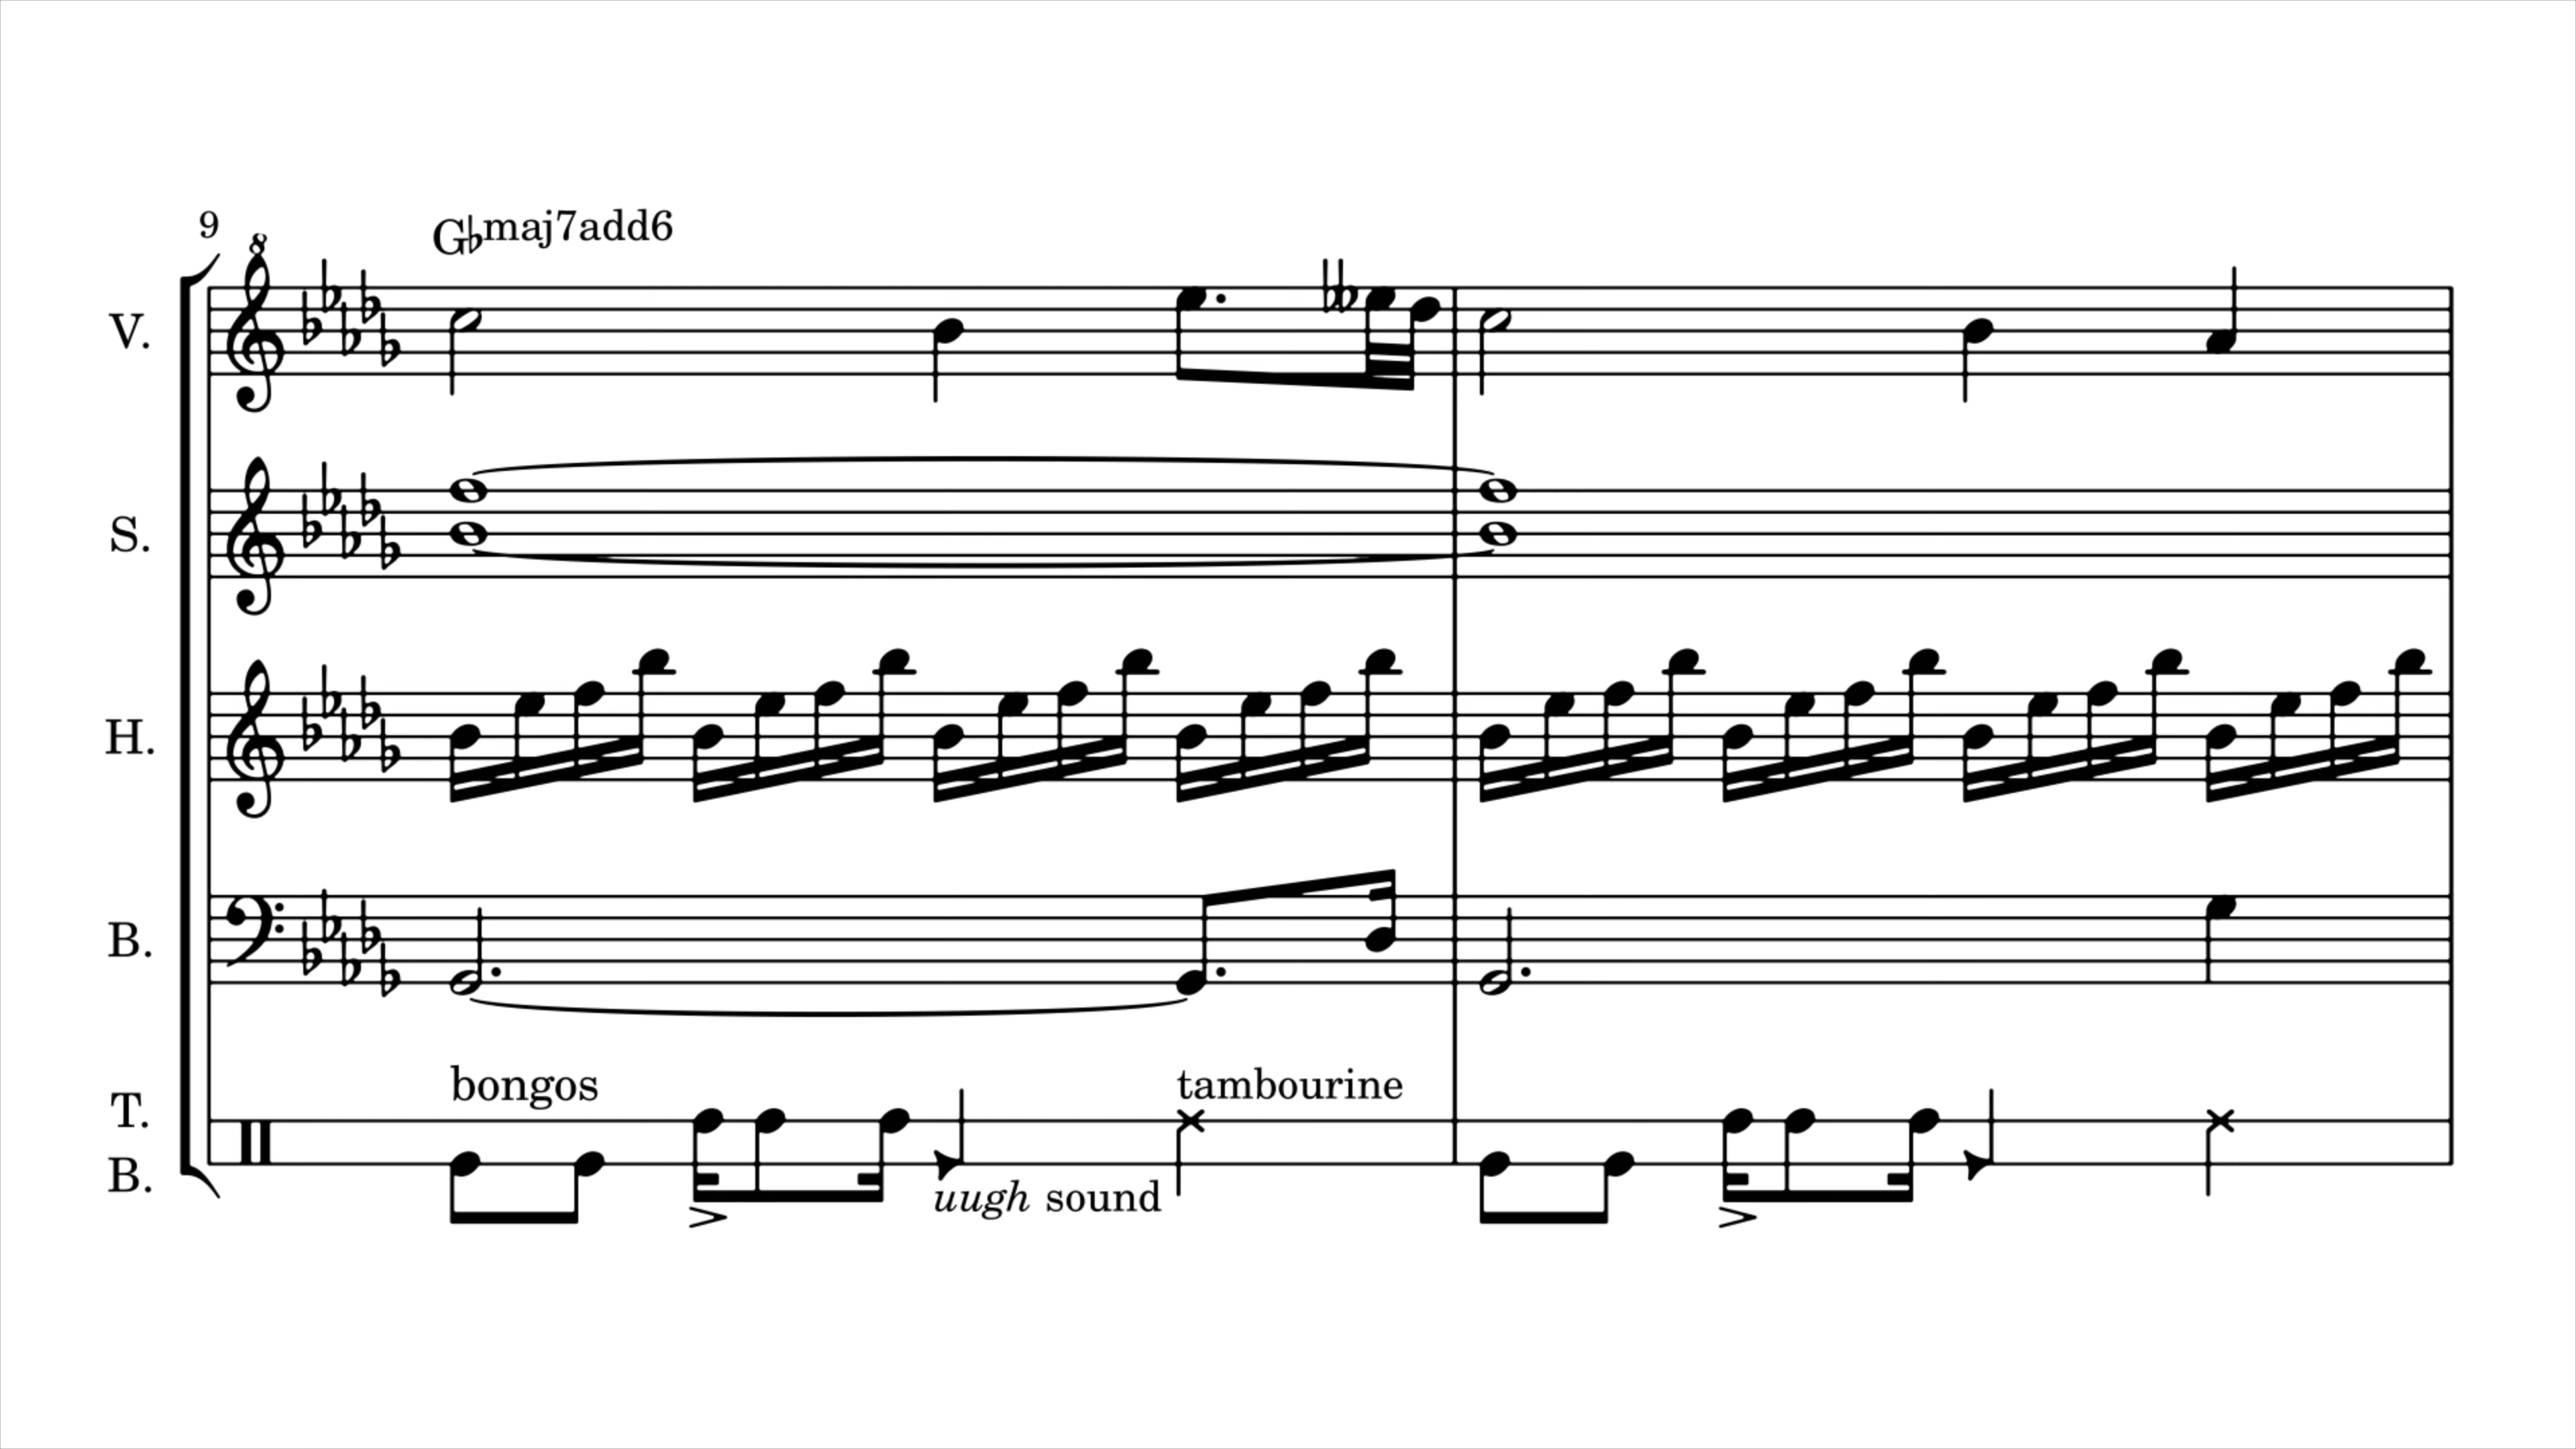 9
G♭maj7add6
8
V.
S.
H.
B.
bongos
tambourine
T.
B.
uugh sound